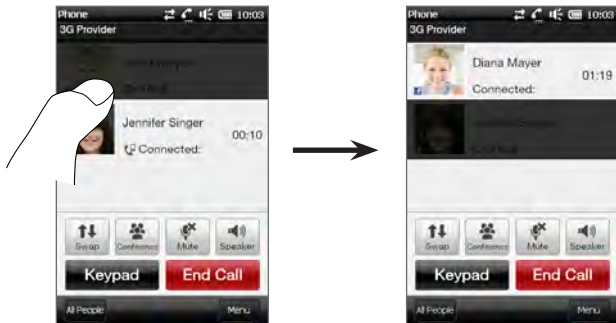 Phone 10:03
3G Provider
Jennifer Singer
00:10
Connected:
Swap Conference Mute Speaker
Keypad End Call
All People Menu
Phone 10:03
3G Provider
Diana Mayer
01:19
Connected:
Swap Conference Mute Speaker
Keypad End Call
All People Menu